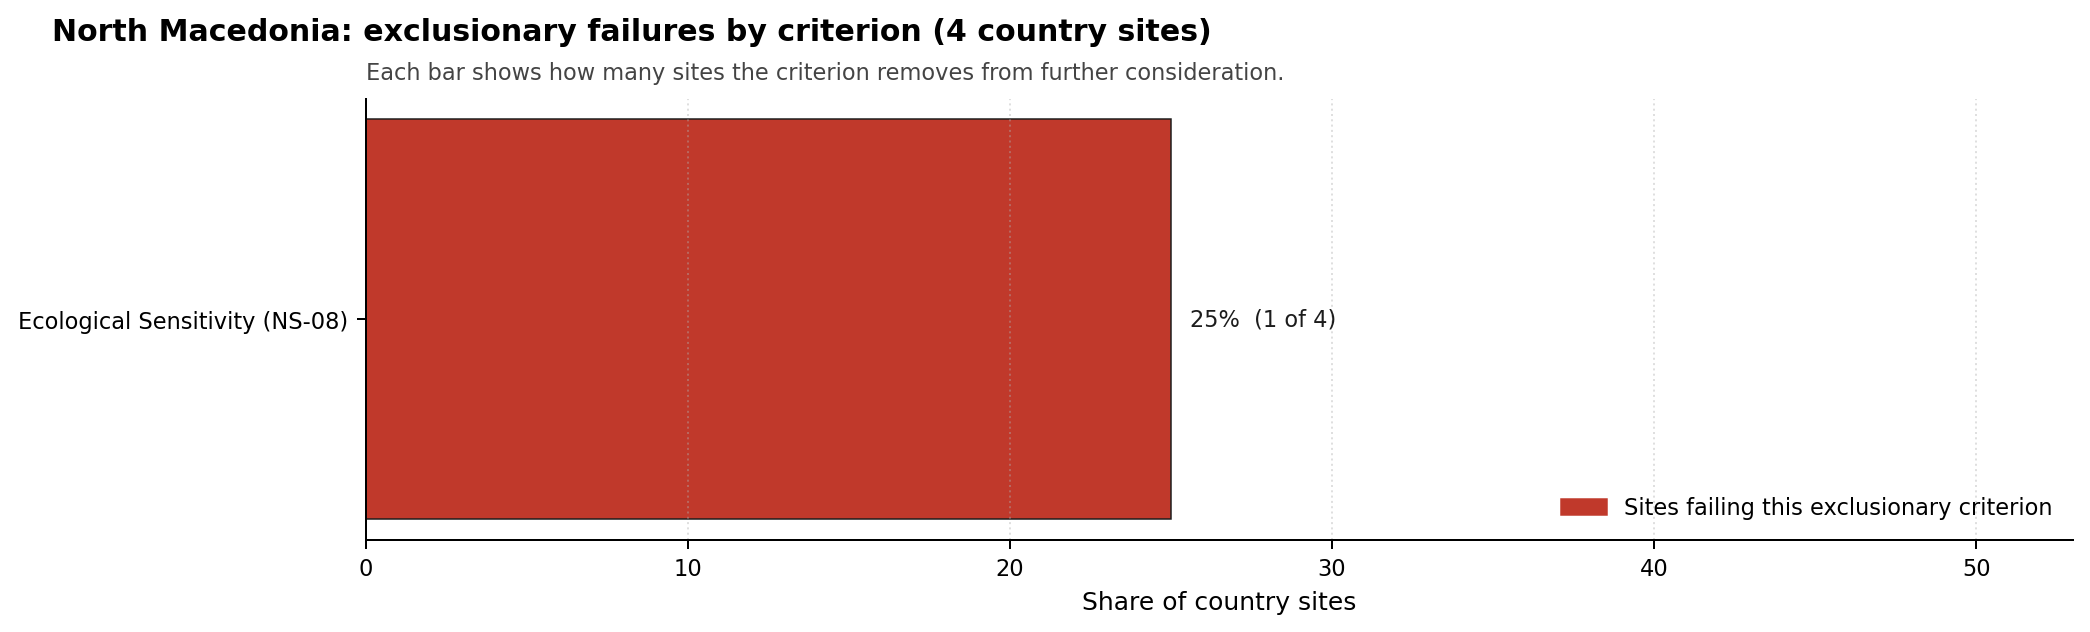 North Macedonia: exclusionary failures by criterion (4 country sites)
Each bar shows how many sites the criterion removes from further consideration.
Ecological Sensitivity (NS-08)
25%  (1 of 4)
Sites failing this exclusionary criterion
0 10 20 30 40 50
Share of country sites